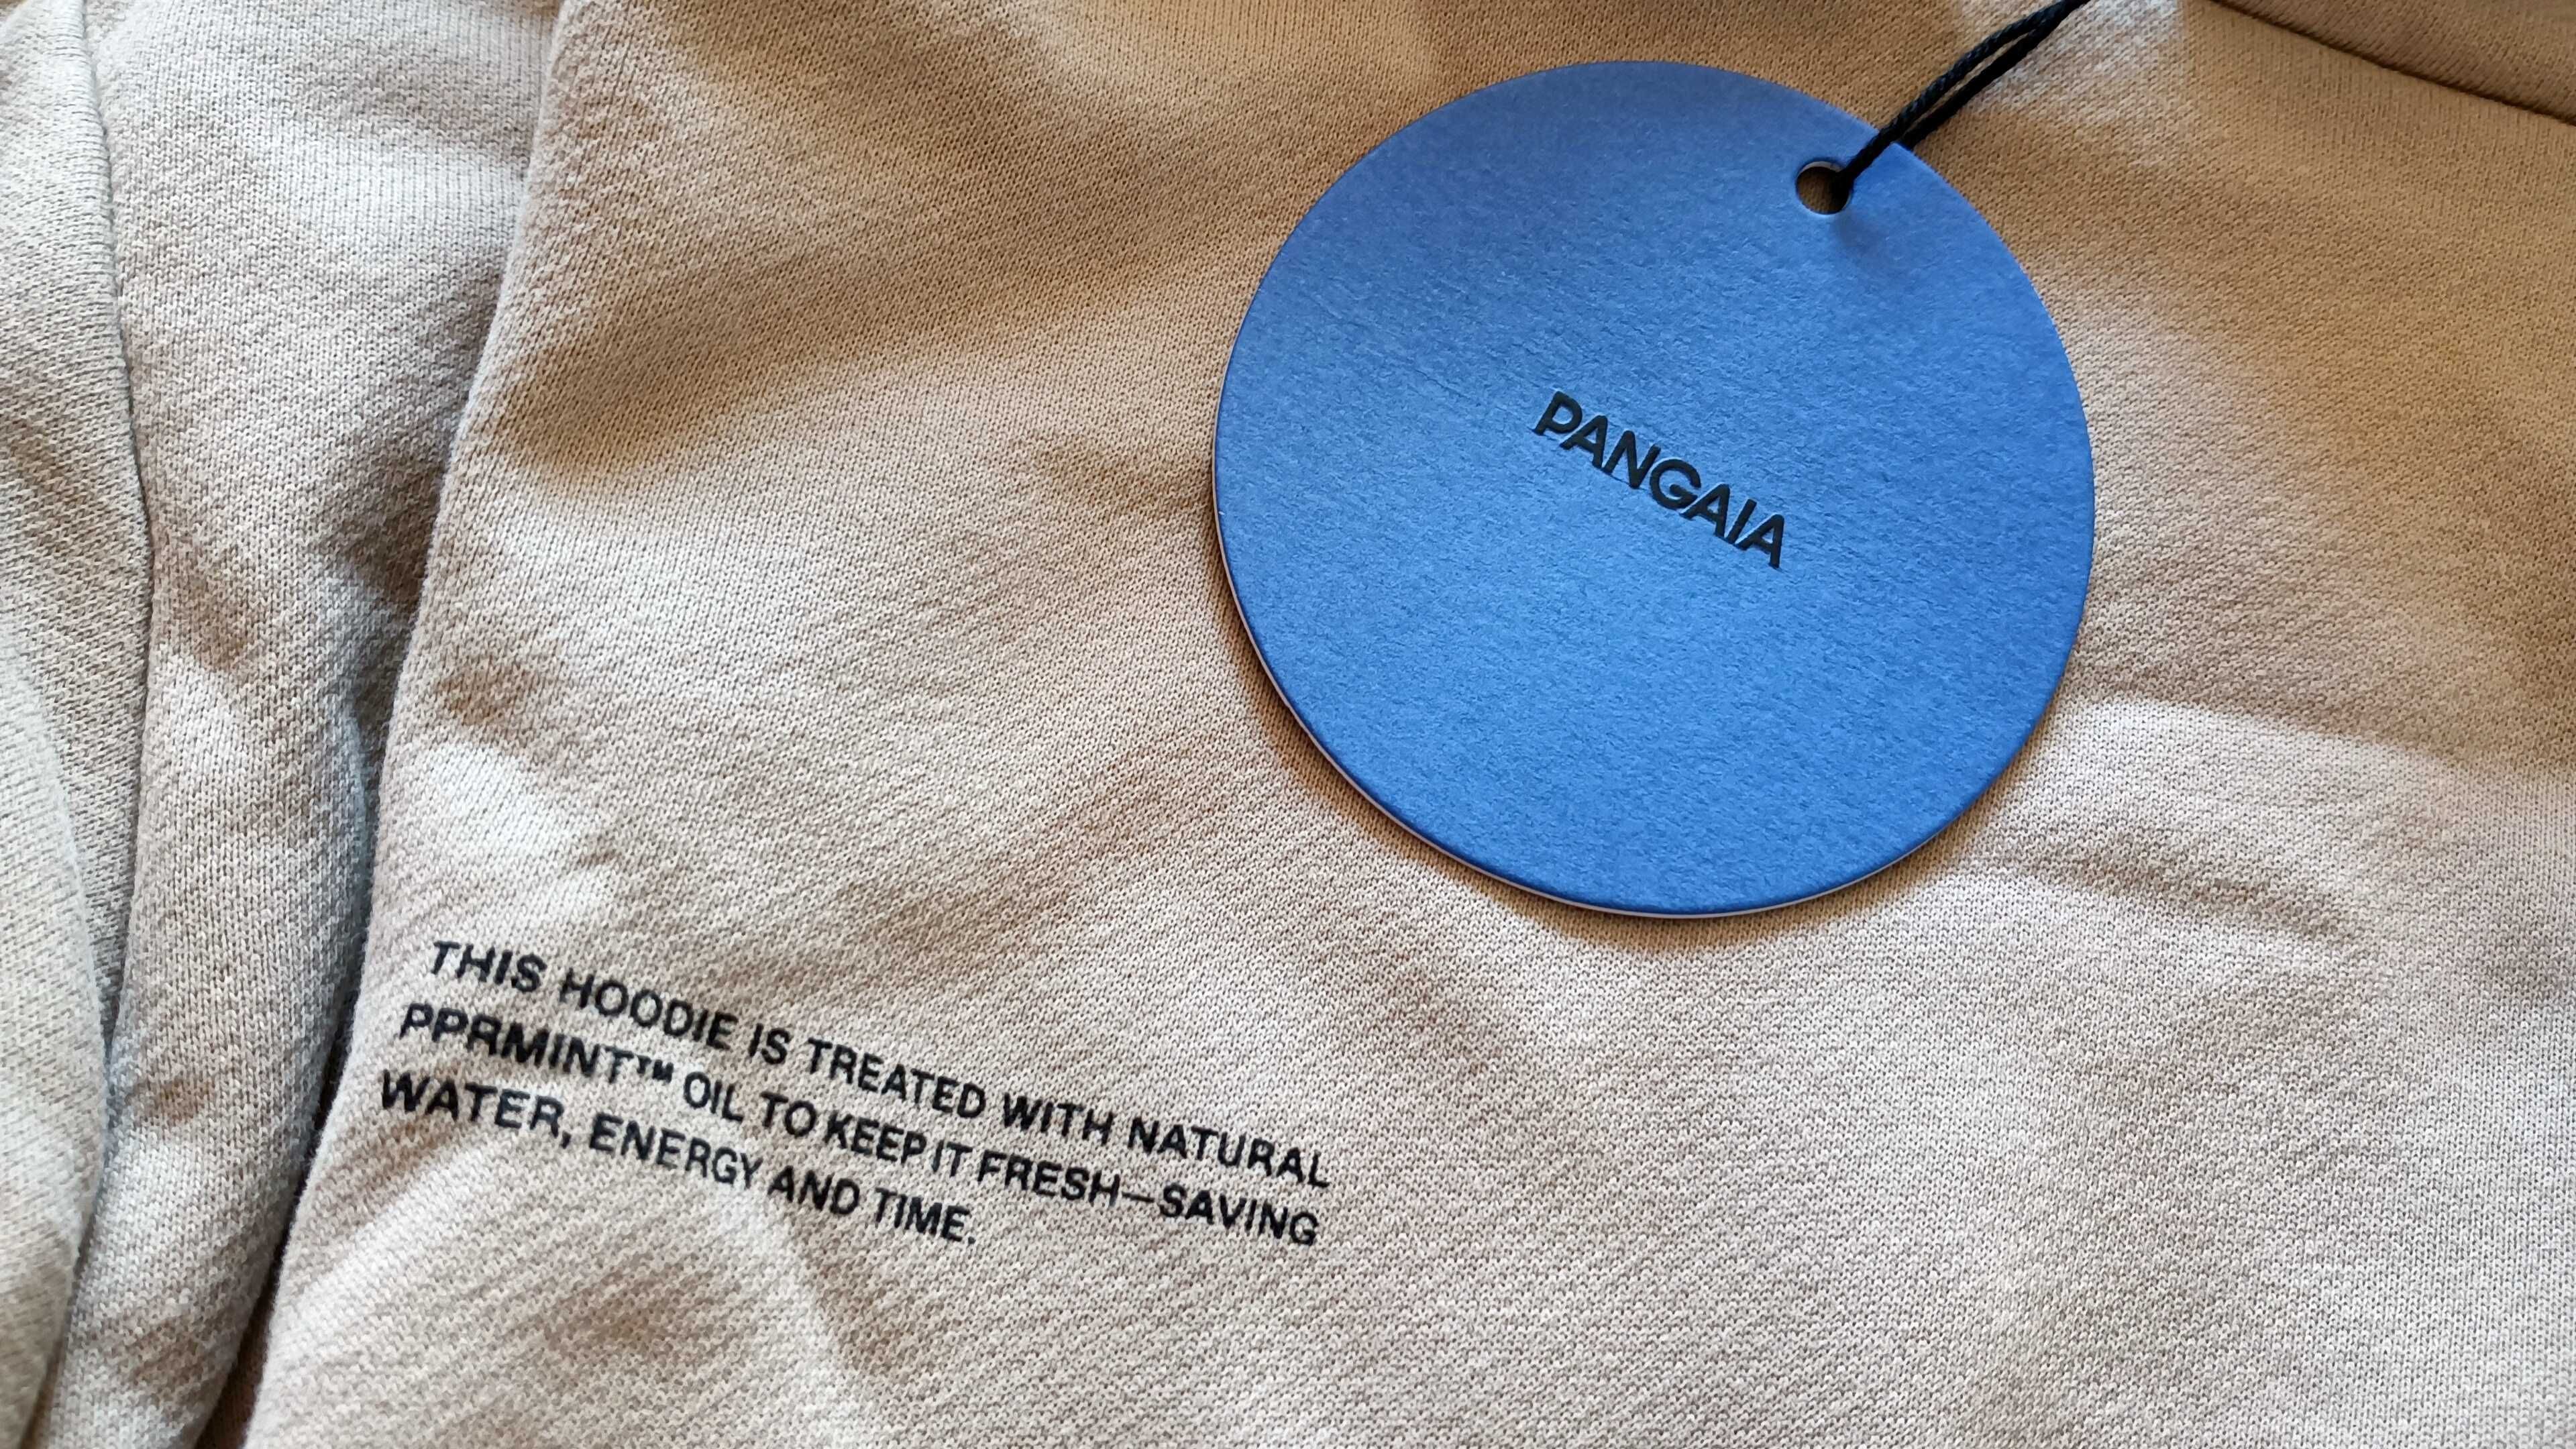 PANGAIA
THIS HOODIE IS TREATED WITH NATURAL
PPRMINT™ OIL TO KEEP IT FRESH—SAVING
WATER, ENERGY AND TIME.